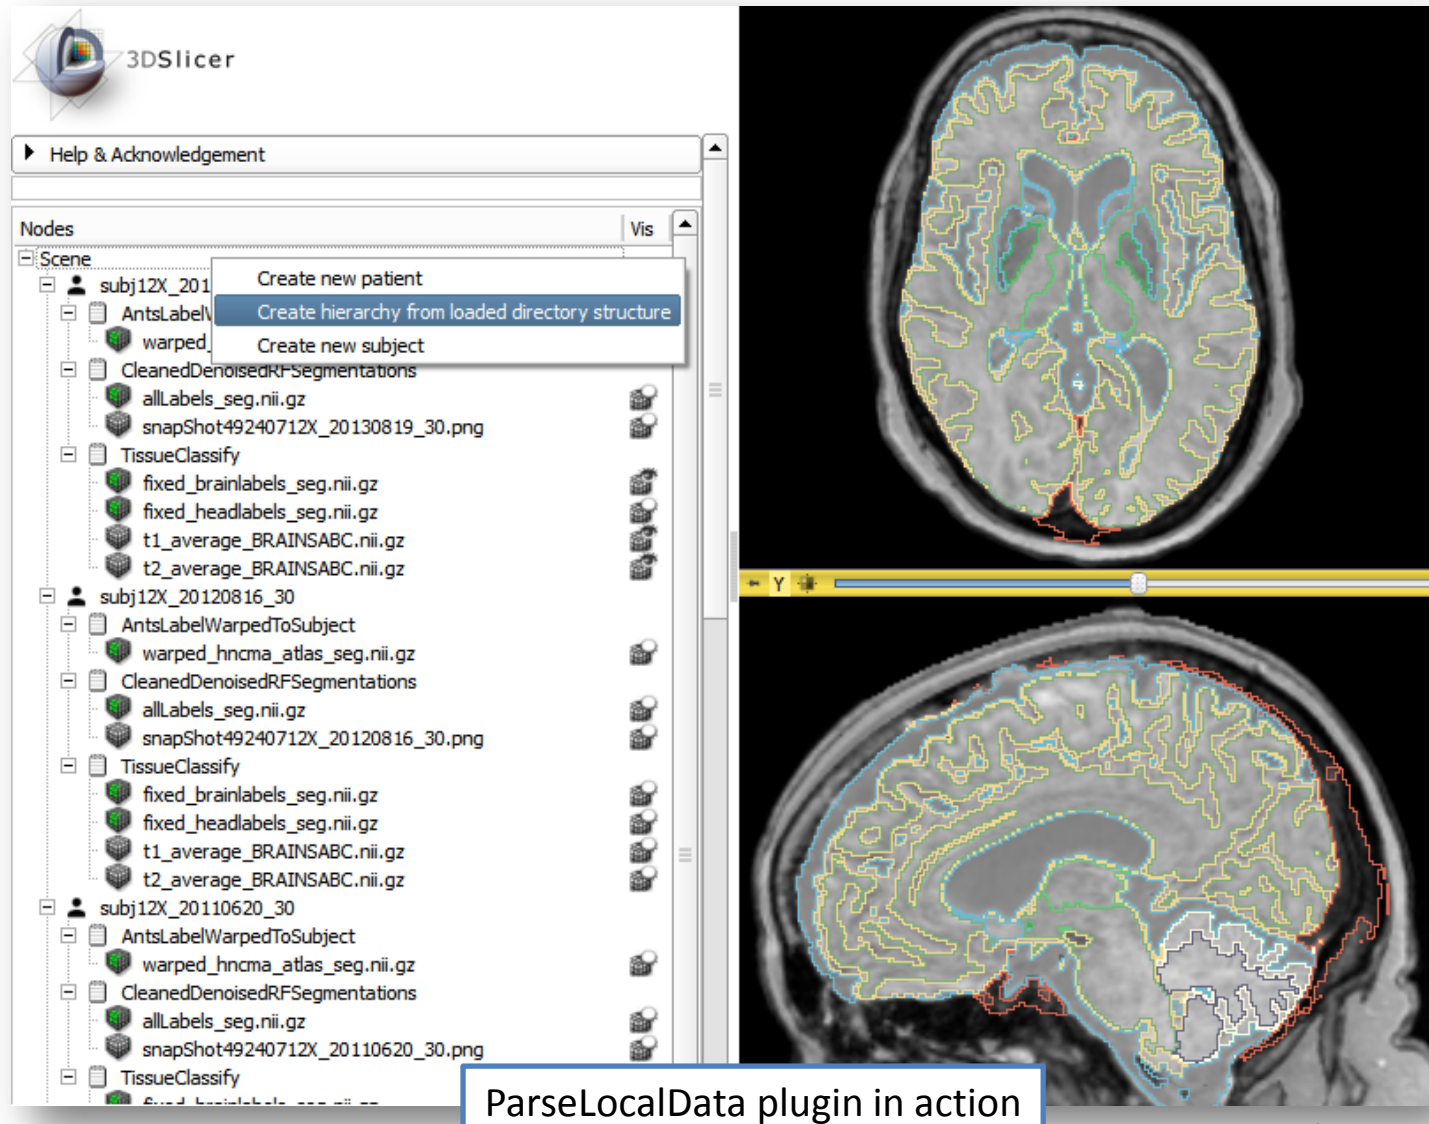 3DSlicer
Help & Acknowledgement
Nodes Vis
Scene
subj12X_201
Create new patient
AntsLabelW
Create hierarchy from loaded directory structure
warped_
Create new subject
CleanedDenoisedRFSegmentations
allLabels_seg.nii.gz
snapShot49240712X_20130819_30.png
TissueClassify
fixed_brainlabels_seg.nii.gz
fixed_headlabels_seg.nii.gz
t1_average_BRAINSABC.nii.gz
t2_average_BRAINSABC.nii.gz
subj12X_20120816_30
AntsLabelWarpedToSubject
warped_hncma_atlas_seg.nii.gz
CleanedDenoisedRFSegmentations
allLabels_seg.nii.gz
snapShot49240712X_20120816_30.png
TissueClassify
fixed_brainlabels_seg.nii.gz
fixed_headlabels_seg.nii.gz
t1_average_BRAINSABC.nii.gz
t2_average_BRAINSABC.nii.gz
subj12X_20110620_30
AntsLabelWarpedToSubject
warped_hncma_atlas_seg.nii.gz
CleanedDenoisedRFSegmentations
allLabels_seg.nii.gz
snapShot49240712X_20110620_30.png
TissueClassify
Y
ParseLocalData plugin in action